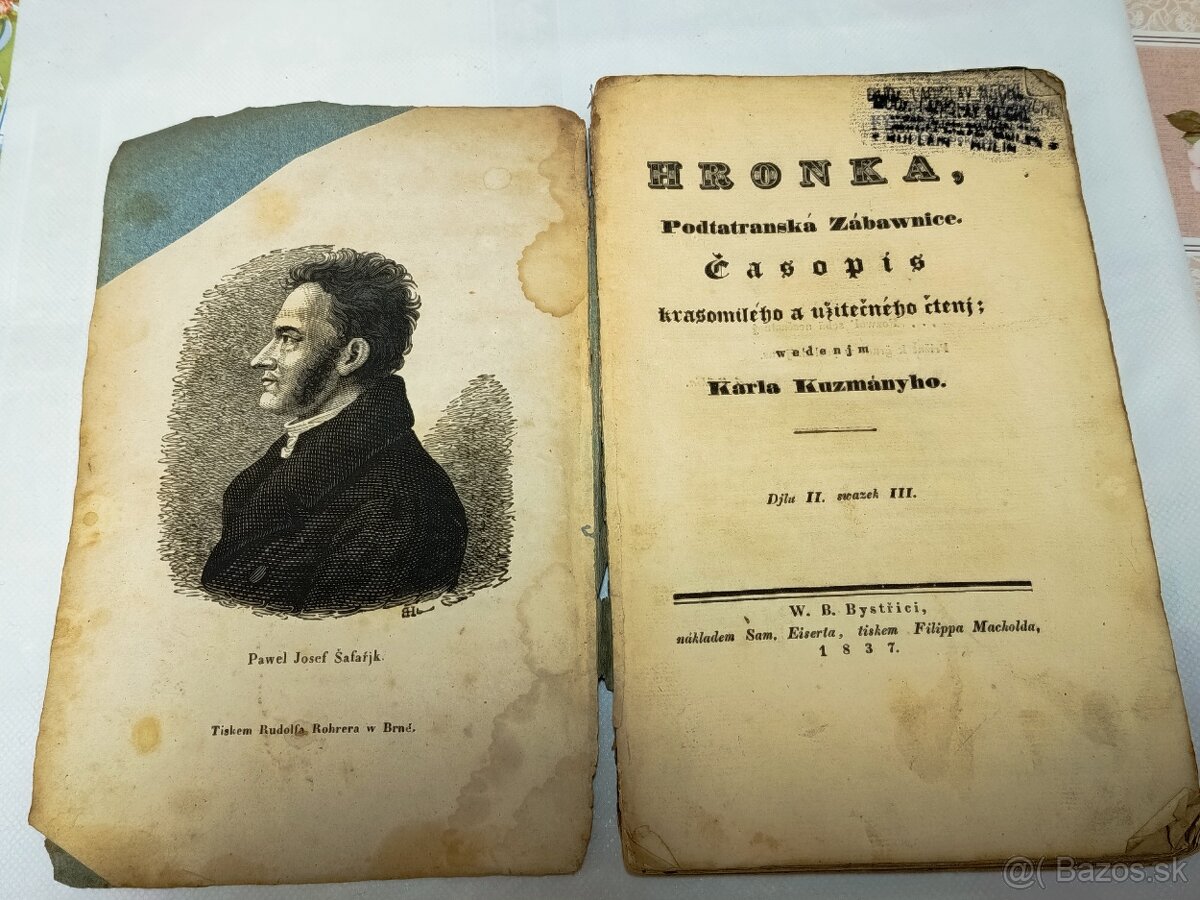 Pawel Josef Šafařjk.
Tiskem Rudolfa Rohrera w Brně.
HRONKA,
Podtatranská Zábawnice.
Časopis
krasomilého a užitečného čtenj;
wedenjm
Karla Kuzmányho.
Djlu II. swazek III.
W. B. Bystřici,
nákladem Sam. Eiserta, tiskem Filippa Macholda,
1837.
@( Bazos.sk